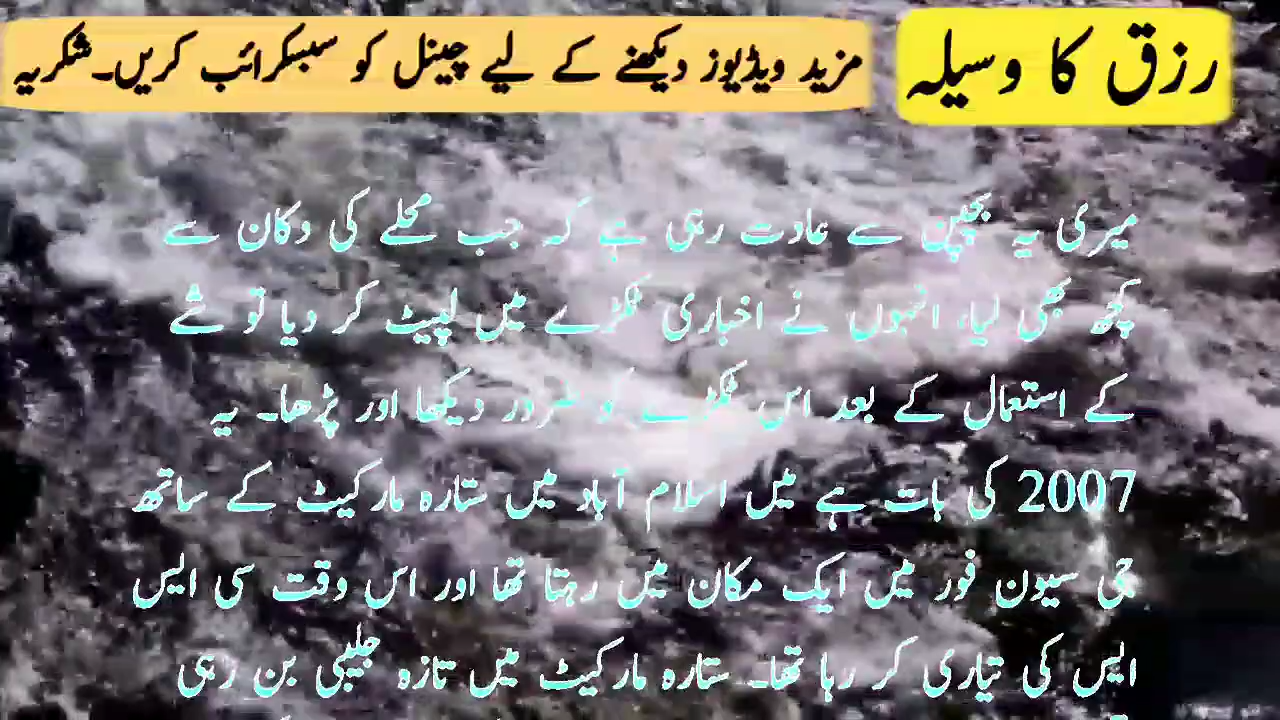 رزق کا وسیلہ
مزید ویڈیوز دیکھنے کے لیے چینل کو سبسکرائب کریں۔شکریہ
میری یہ بچپن سے عادت رہی ہے کہ جب محلے کی دکان سے
کچھ بھی لیا، انہوں نے اخباری ٹکڑے میں لپیٹ کر دیا تو شے
کے استعمال کے بعد اس ٹکڑے کو ضرور دیکھا اور پڑھا۔ یہ
2007 کی بات ہے میں اسلام آباد میں ستارہ مارکیٹ کے ساتھ
جی سیون فور میں ایک مکان میں رہتا تھا اور اس وقت سی ایس
ایس کی تیاری کر رہا تھا۔ ستارہ مارکیٹ میں تازہ جلیبی بن رہی